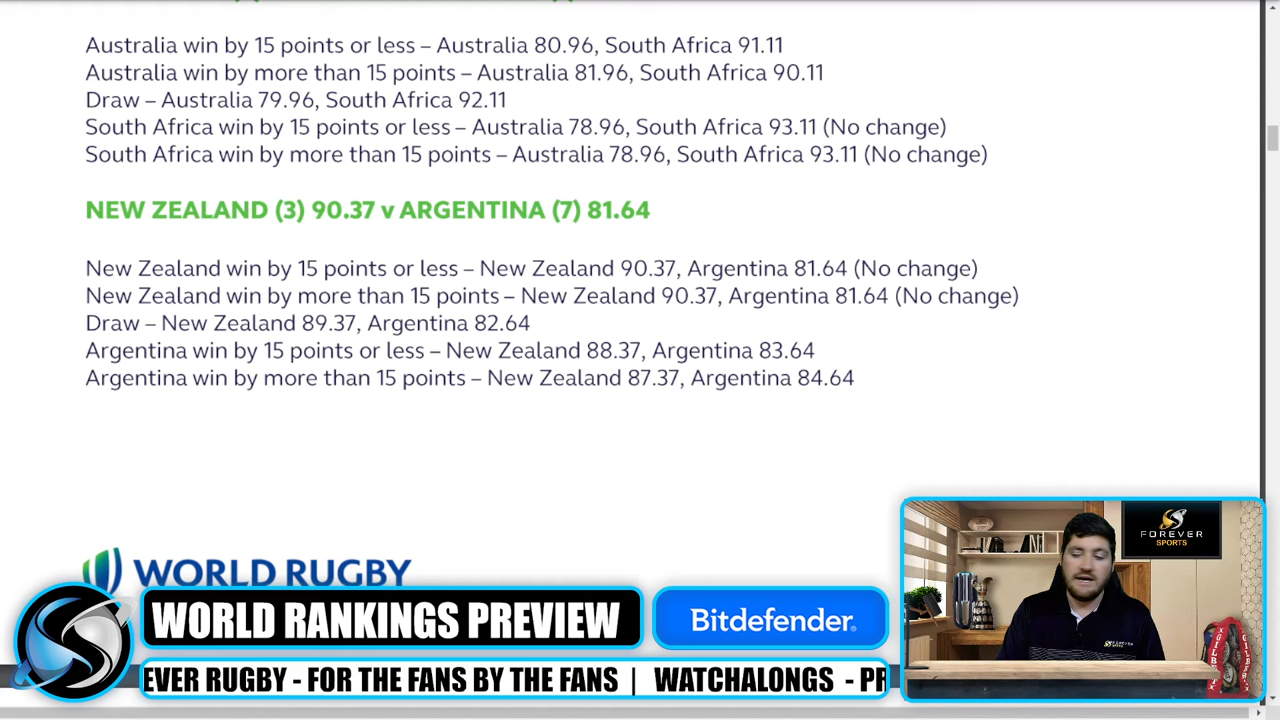 Australia win by 15 points or less – Australia 80.96, South Africa 91.11
Australia win by more than 15 points – Australia 81.96, South Africa 90.11
Draw – Australia 79.96, South Africa 92.11
South Africa win by 15 points or less – Australia 78.96, South Africa 93.11 (No change)
South Africa win by more than 15 points – Australia 78.96, South Africa 93.11 (No change)
NEW ZEALAND (3) 90.37 v ARGENTINA (7) 81.64
New Zealand win by 15 points or less – New Zealand 90.37, Argentina 81.64 (No change)
New Zealand win by more than 15 points – New Zealand 90.37, Argentina 81.64 (No change)
Draw – New Zealand 89.37, Argentina 82.64
Argentina win by 15 points or less – New Zealand 88.37, Argentina 83.64
Argentina win by more than 15 points – New Zealand 87.37, Argentina 84.64
WORLD RUGBY
WORLD RANKINGS PREVIEW
Bitdefender
EVER RUGBY - FOR THE FANS BY THE FANS | WATCHALONGS - PR
FOREVER
SPORTS